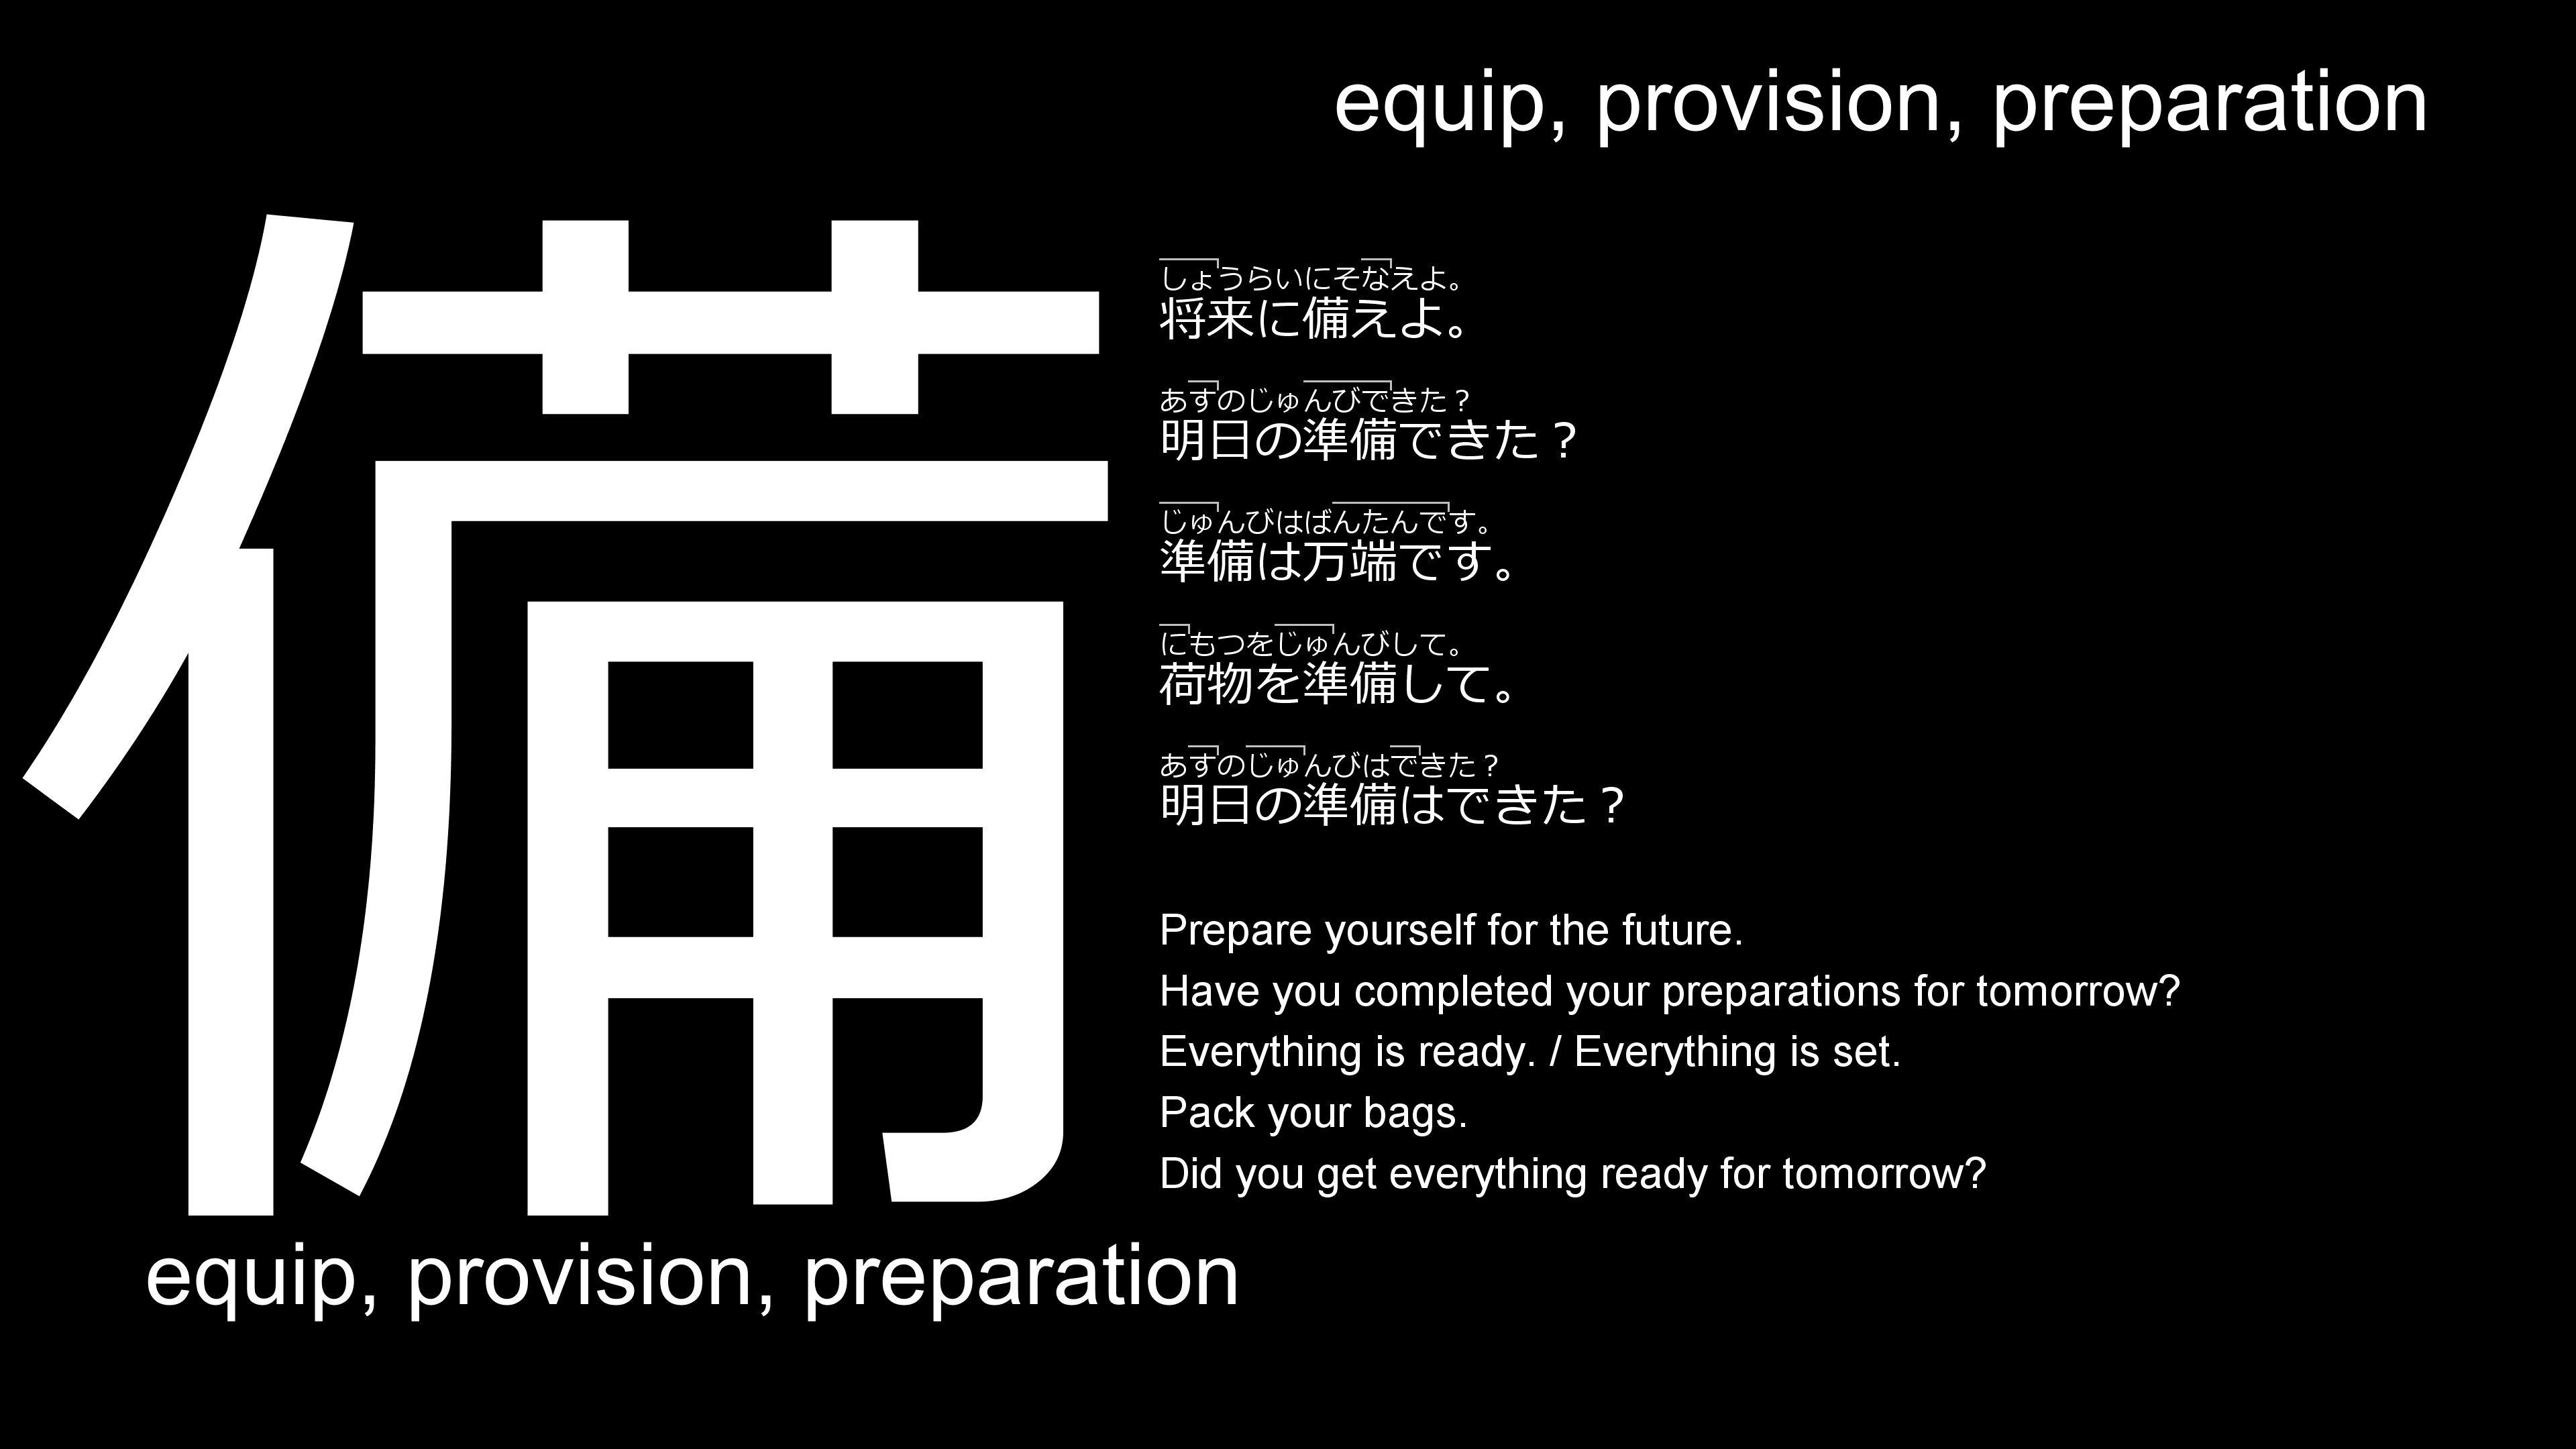 equip, provision, preparation
備
しょうらいにそなえよ。
将来に備えよ。
あすのじゅんびできた？
明日の準備できた？
じゅんびはばんたんです。
準備は万端です。
にもつをじゅんびして。
荷物を準備して。
あすのじゅんびはできた？
明日の準備はできた？
Prepare yourself for the future.
Have you completed your preparations for tomorrow?
Everything is ready. / Everything is set.
Pack your bags.
Did you get everything ready for tomorrow?
equip, provision, preparation